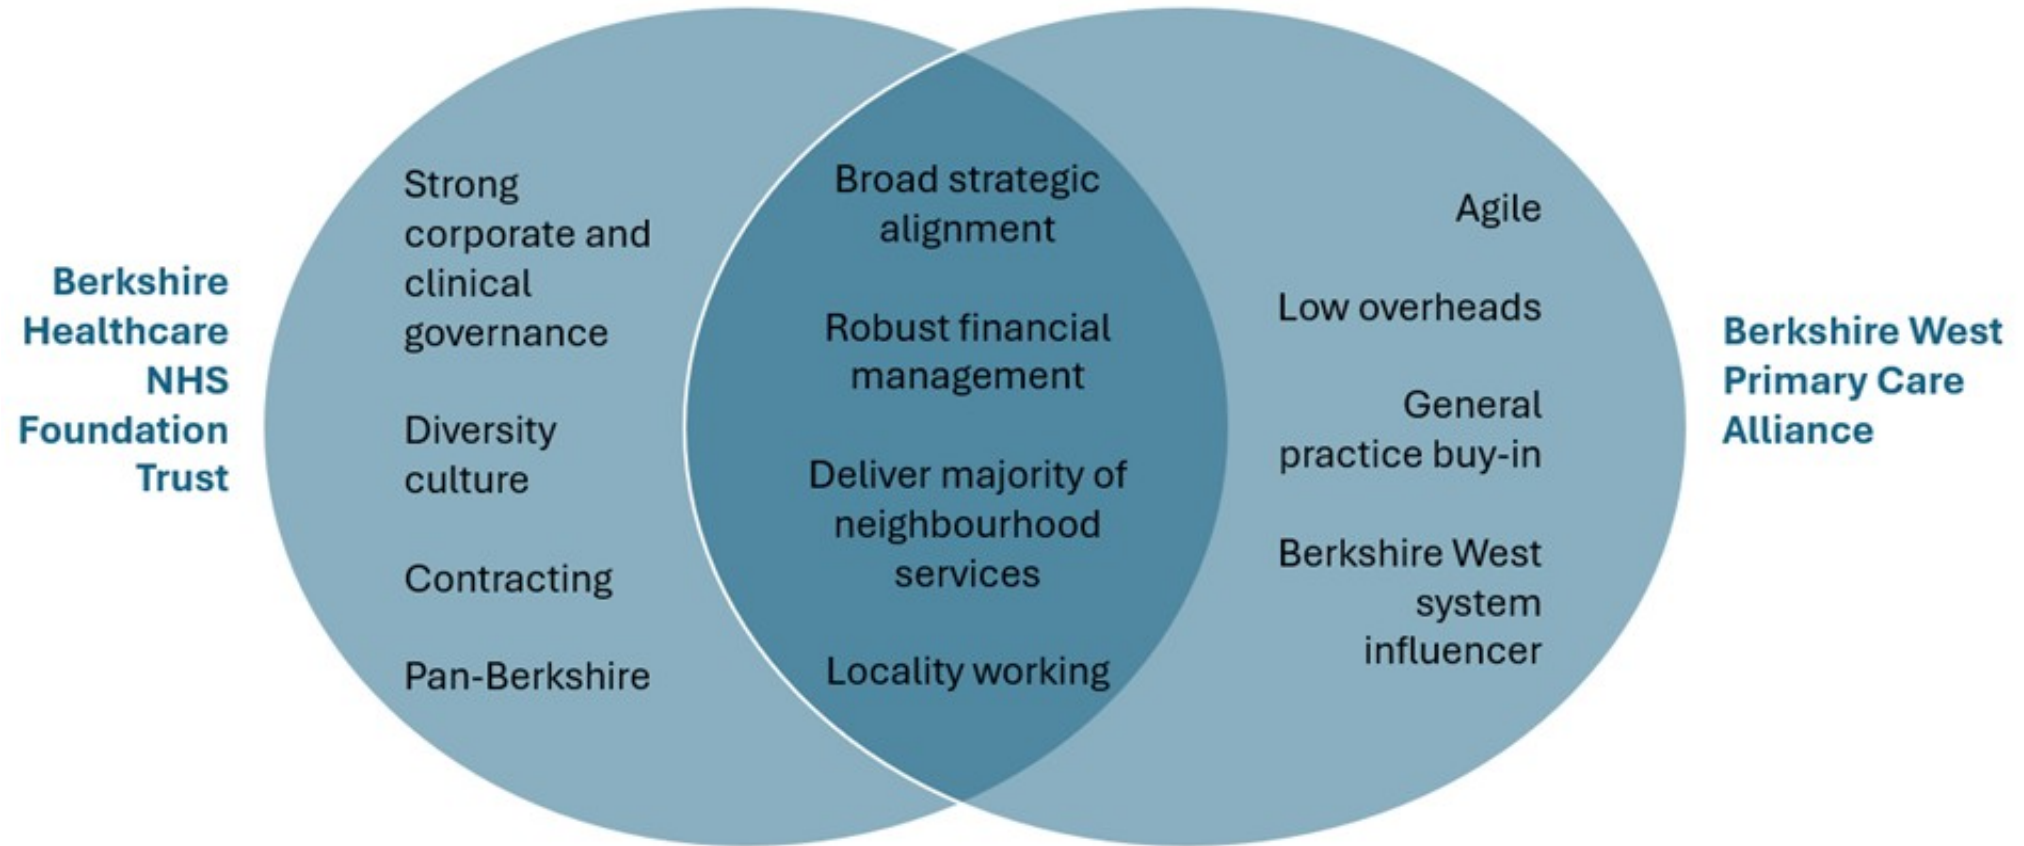 Berkshire
Healthcare
NHS
Foundation
Trust
Strong
corporate and
clinical
governance
Diversity
culture
Contracting
Pan-Berkshire
Broad strategic
alignment
Robust financial
management
Deliver majority of
neighbourhood
services
Locality working
Agile
Low overheads
General
practice buy-in
Berkshire West
system
influencer
Berkshire West
Primary Care
Alliance